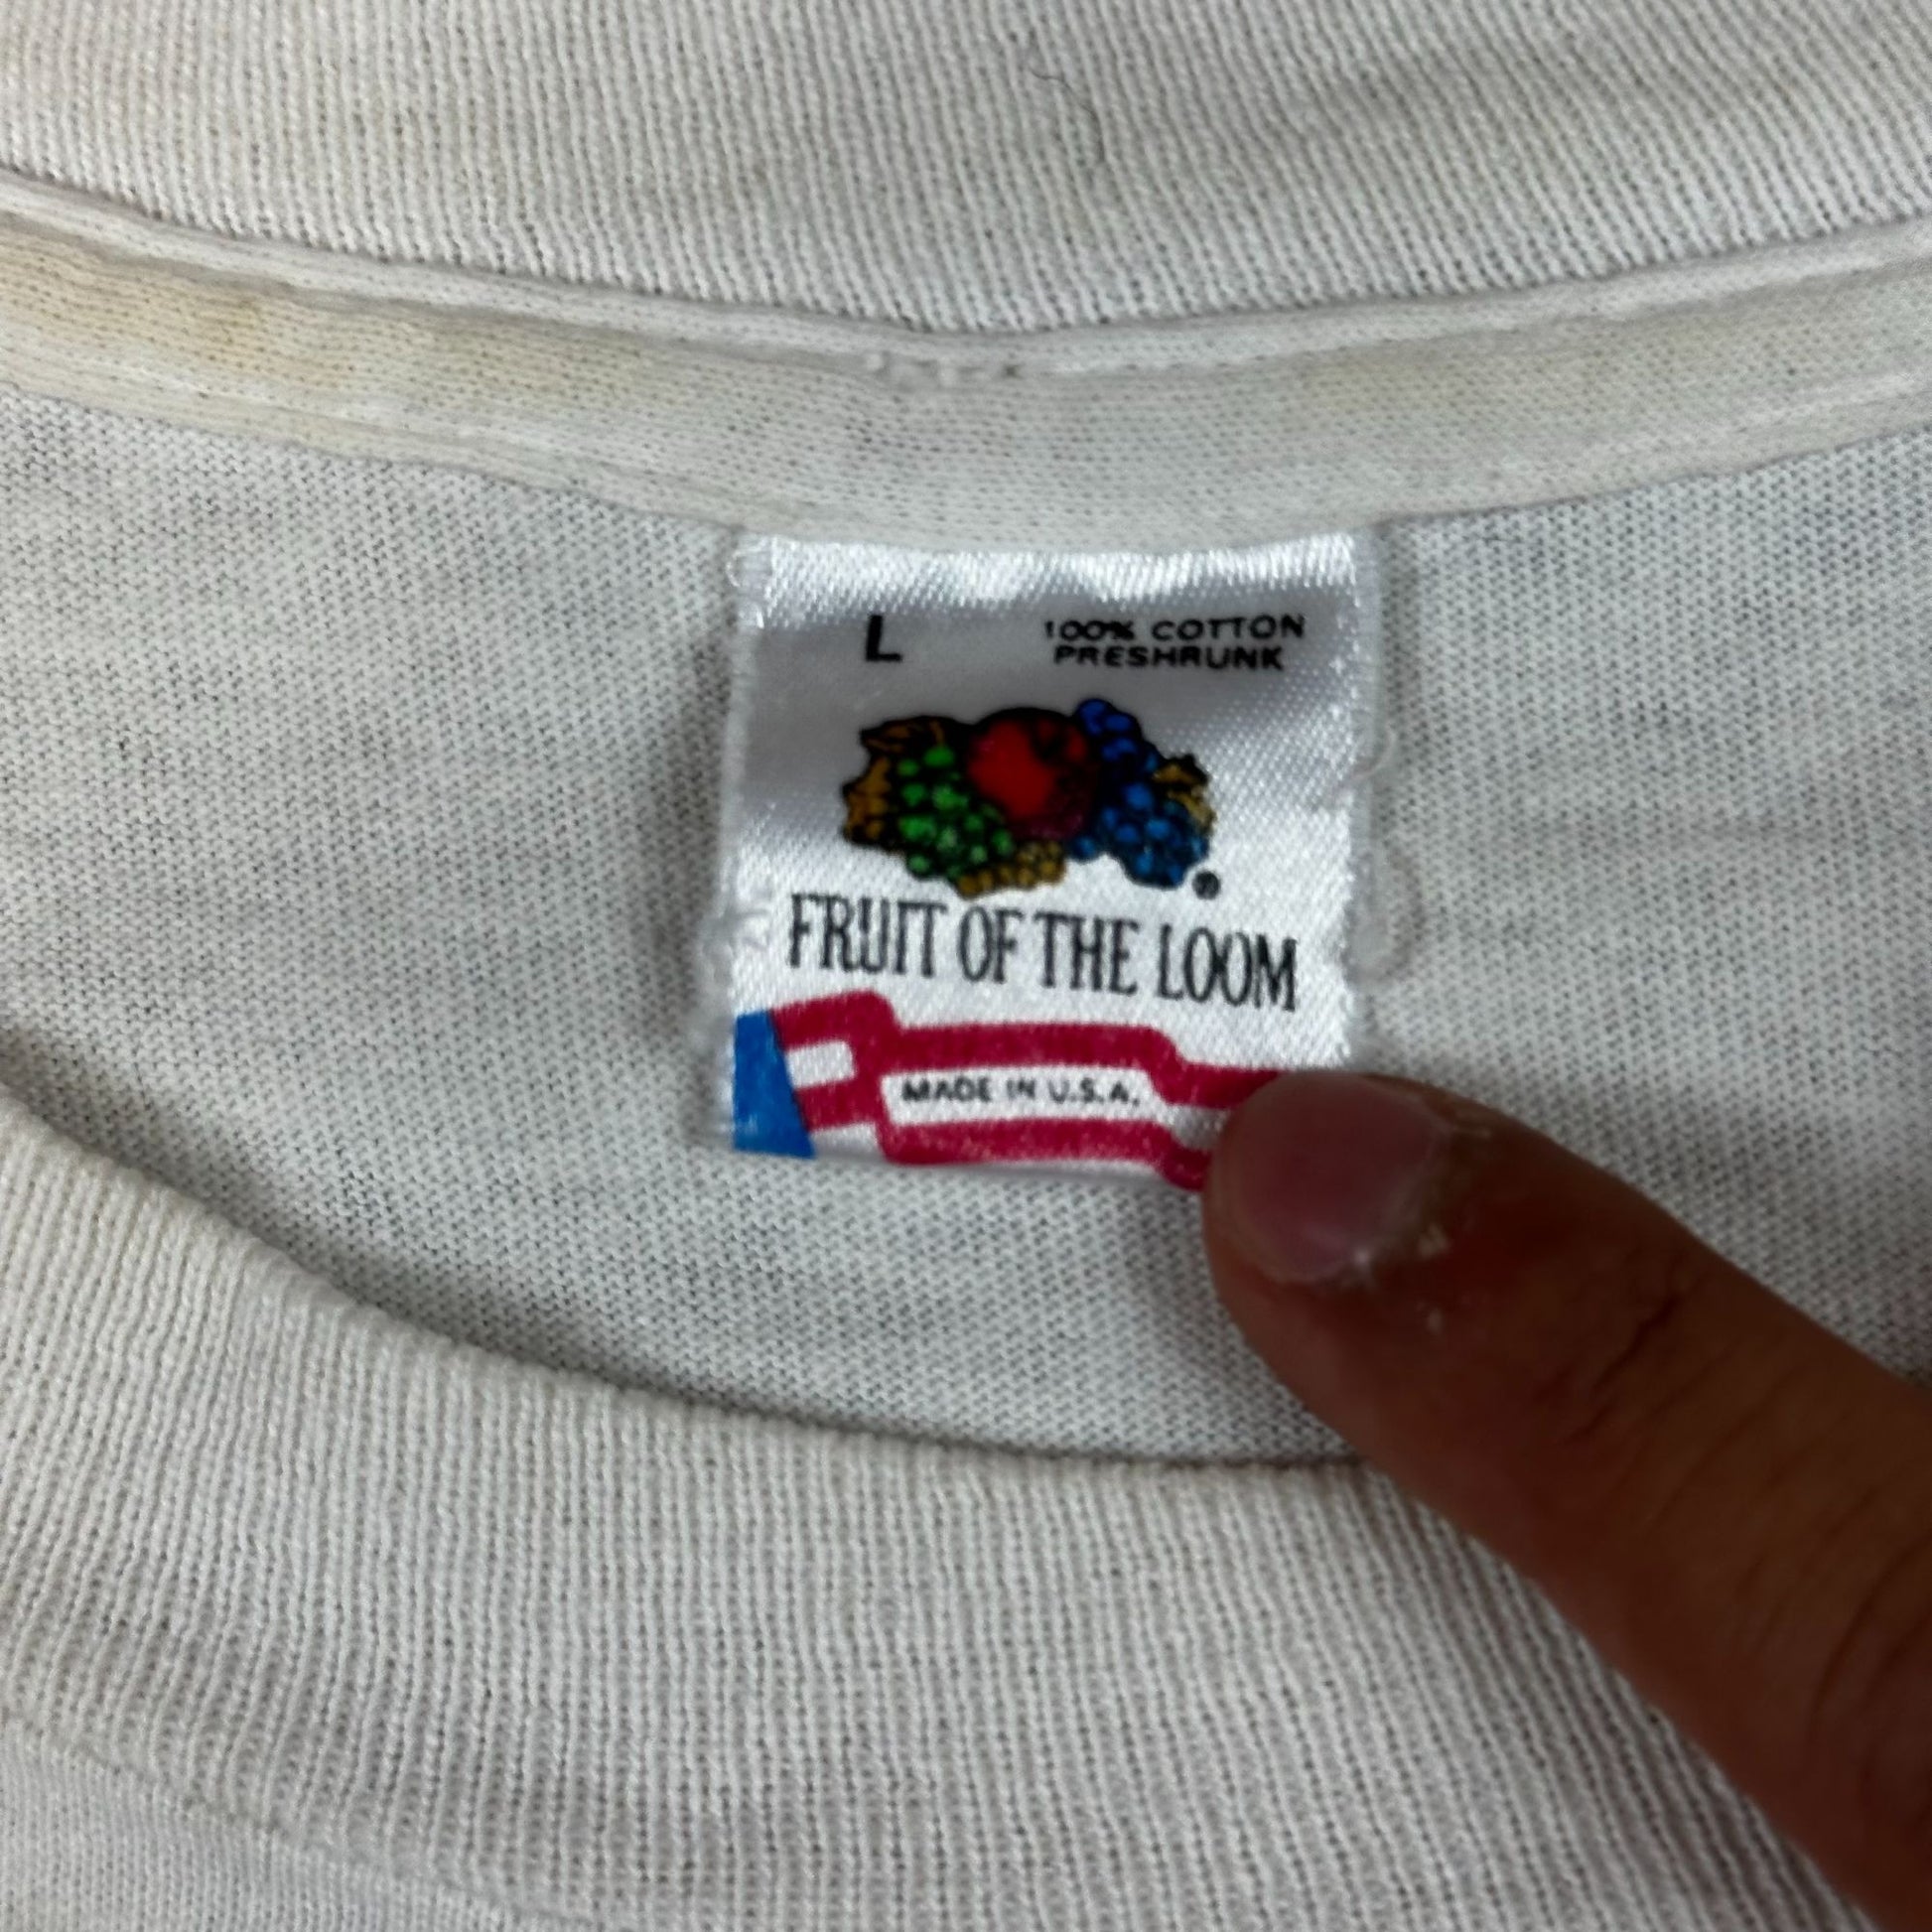 L
100% COTTON
PRESHRUNK
®
FRUIT OF THE LOOM
MADE IN U.S.A.